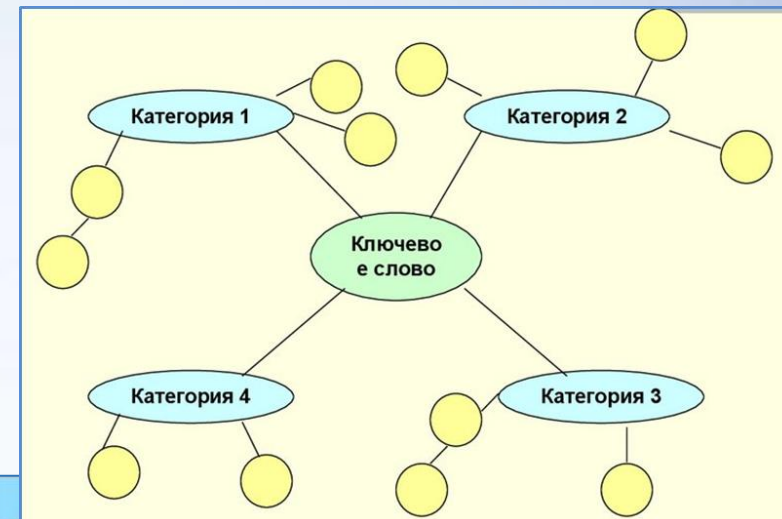 Категория 1
Категория 2
Ключево
е слово
Категория 4
Категория 3